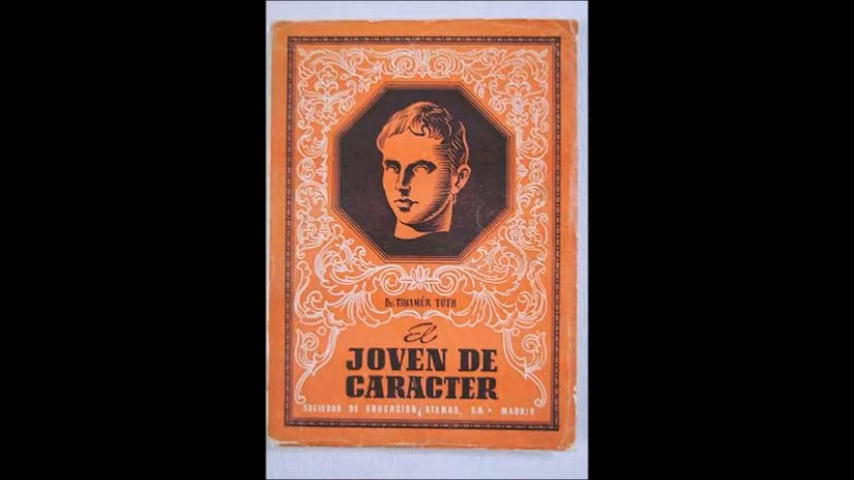 Dr. TIHAMÉR TÓTH
El
JOVEN DE
CARACTER
SOCIEDAD DE EDUCACION ATENAS, S.A. • MADRID